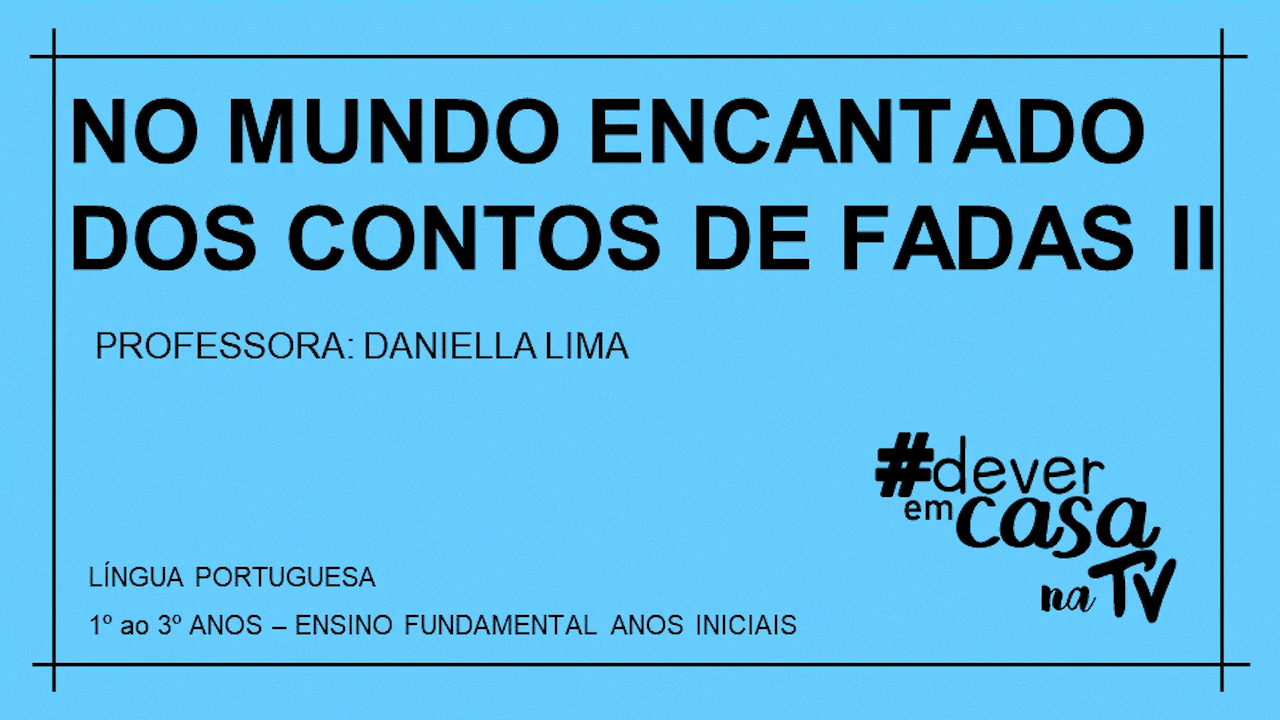 NO MUNDO ENCANTADO
DOS CONTOS DE FADAS II
PROFESSORA: DANIELLA LIMA
#dever
em casa
na TV
LÍNGUA PORTUGUESA
1º ao 3º ANOS – ENSINO FUNDAMENTAL ANOS INICIAIS